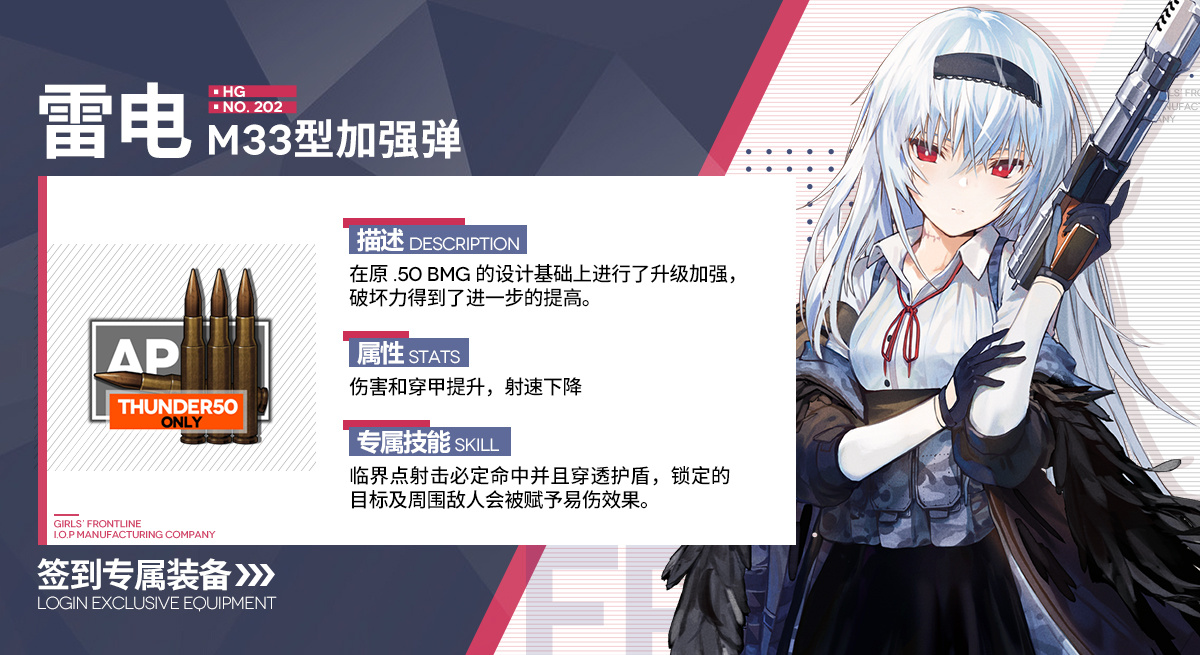 雷电
HG
NO. 202
M33型加强弹
描述 DESCRIPTION
在原 .50 BMG 的设计基础上进行了升级加强，
破坏力得到了进一步的提高。
属性 STATS
伤害和穿甲提升，射速下降
专属技能 SKILL
临界点射击必定命中并且穿透护盾，锁定的
目标及周围敌人会被赋予易伤效果。
AP
THUNDER50
ONLY
GIRLS' FRONTLINE
I.O.P MANUFACTURING COMPANY
签到专属装备
LOGIN EXCLUSIVE EQUIPMENT